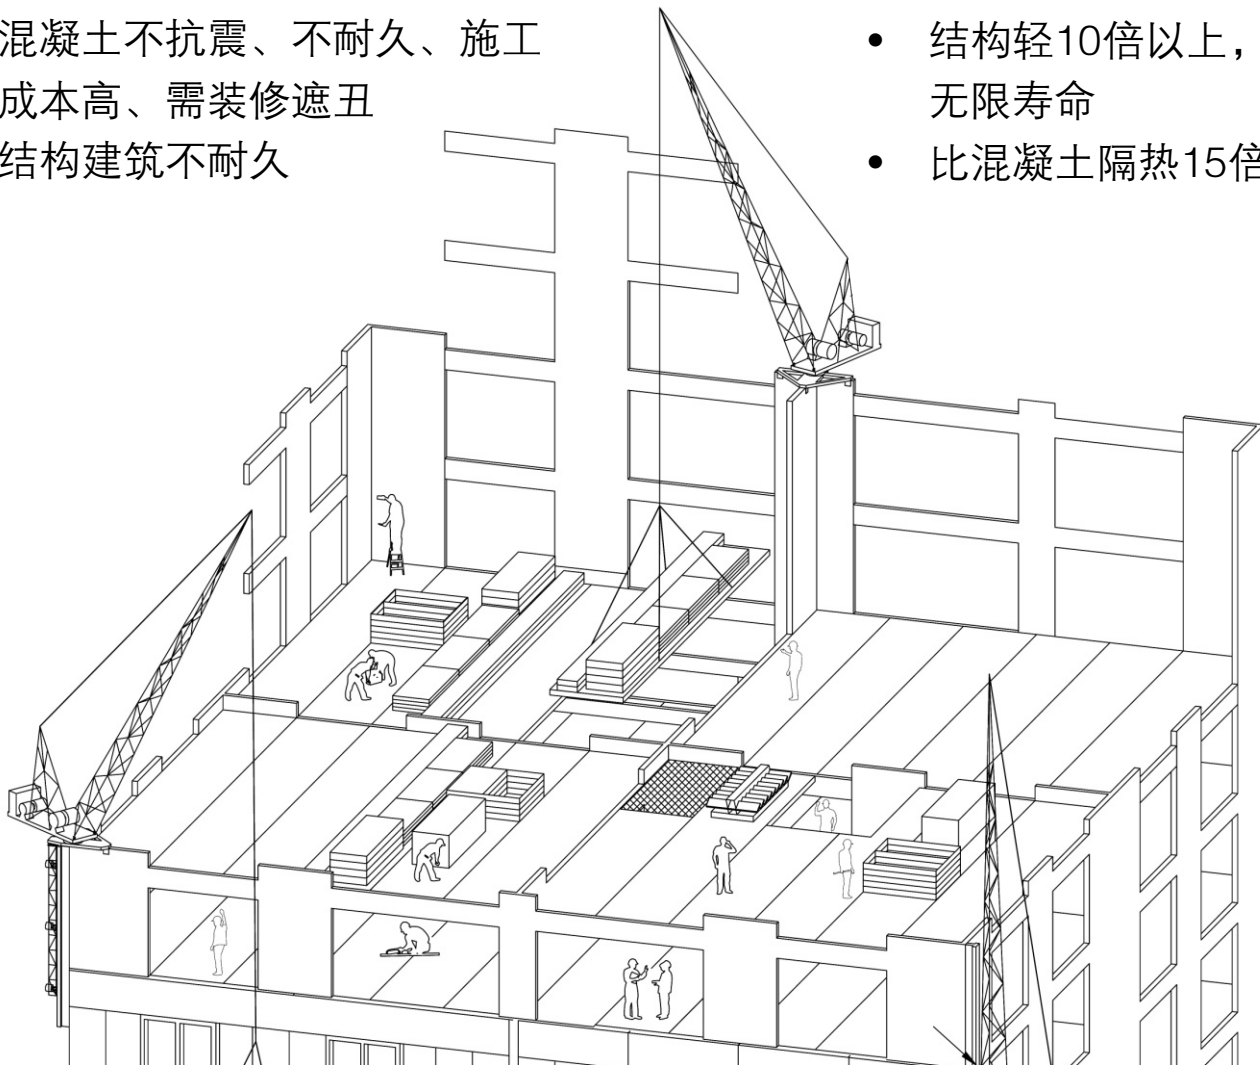 混凝土不抗震、不耐久、施工
成本高、需装修遮丑
结构建筑不耐久
• 结构轻10倍以上，
无限寿命
• 比混凝土隔热15倍